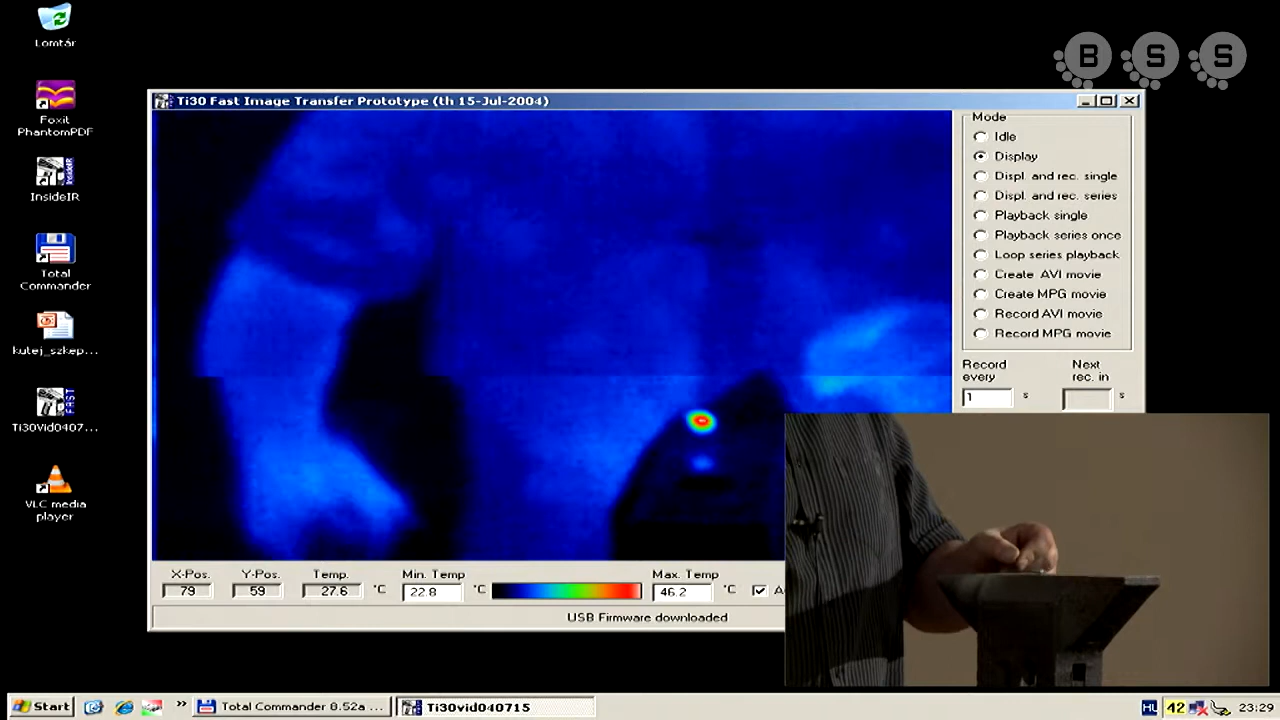 Lomtár
Foxit
PhantomPDF
InsideIR
Total
Commander
kutej_szkep...
Ti30Vid0407...
VLC media
player
BSS
Ti30 Fast Image Transfer Prototype (th 15-Jul-2004)
Mode
Idle
Display
Displ. and rec. single
Displ. and rec. series
Playback single
Playback series once
Loop series playback
Create AVI movie
Create MPG movie
Record AVI movie
Record MPG movie
Record every
Next rec. in
1 s
s
X-Pos. Y-Pos. Temp. Min. Temp Max. Temp
79 59 27.6 °C 22.8 °C 46.2 °C A
USB Firmware downloaded
Start
Total Commander 8.52a ...
Ti30vid040715
HU 42 23:29